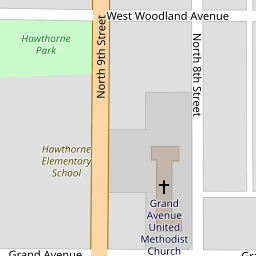 West Woodland Avenue
North 9th Street
North 8th Street
Hawthorne
Park
Hawthorne
Elementary
School
Grand
Avenue
United
Methodist
Church
Grand Avenue
Gra